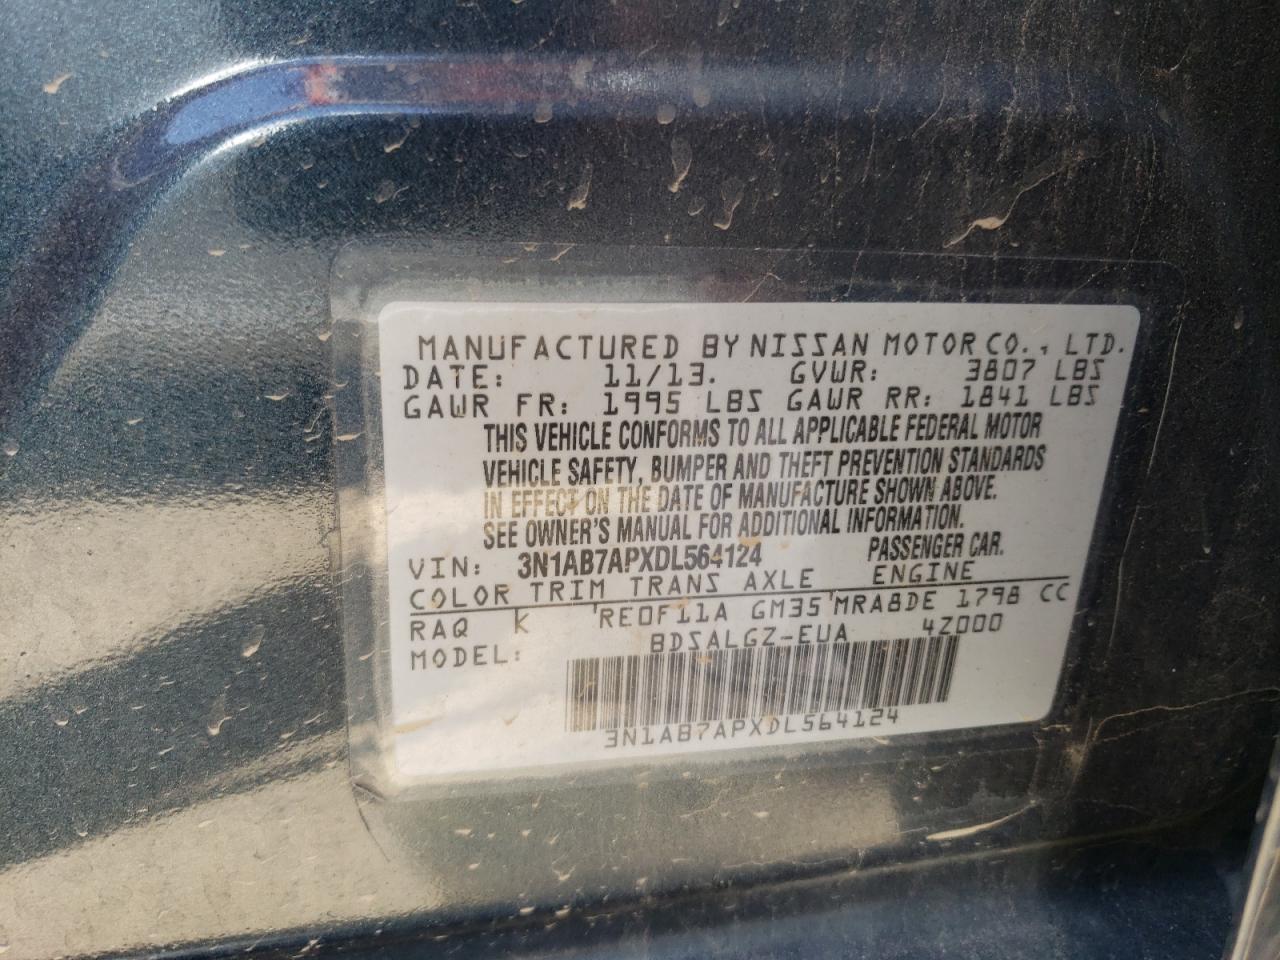 MANUFACTURED BY NISSAN MOTOR CO., LTD.
DATE: 11/13. GVWR: 3807 LBS
GAWR FR: 1995 LBS GAWR RR: 1841 LBS
THIS VEHICLE CONFORMS TO ALL APPLICABLE FEDERAL MOTOR
VEHICLE SAFETY, BUMPER AND THEFT PREVENTION STANDARDS
IN EFFECT ON THE DATE OF MANUFACTURE SHOWN ABOVE.
SEE OWNER'S MANUAL FOR ADDITIONAL INFORMATION.
VIN: 3N1AB7APXDL564124 PASSENGER CAR.
COLOR TRIM TRANS AXLE ENGINE
RAQ K RE0F11A GM35 MRA8DE 1798 CC
MODEL: BDSALGZ-EUA 42000
3N1AB7APXDL564124